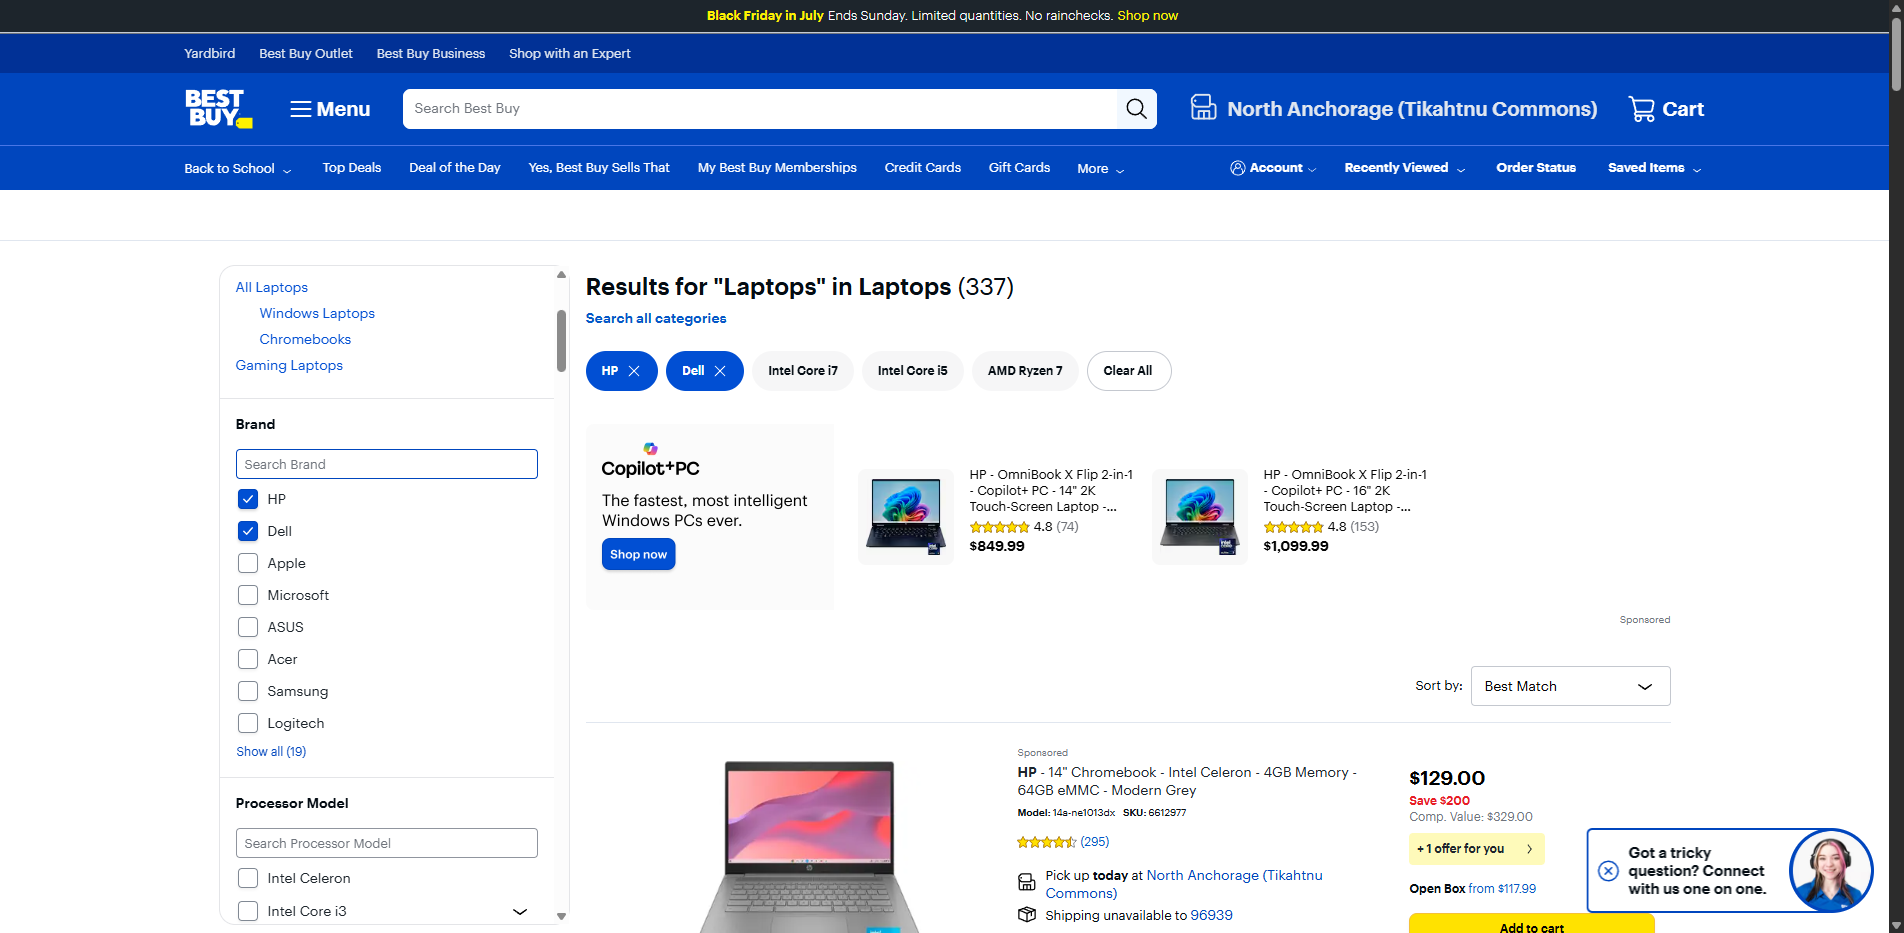 Black Friday in July Ends Sunday. Limited quantities. No rainchecks. Shop now
Yardbird Best Buy Outlet Best Buy Business Shop with an Expert
BEST BUY
Menu
Search Best Buy
North Anchorage (Tikahtnu Commons)
Cart
Back to School Top Deals Deal of the Day Yes, Best Buy Sells That My Best Buy Memberships Credit Cards Gift Cards More Account Recently Viewed Order Status Saved Items
All Laptops
Windows Laptops
Chromebooks
Gaming Laptops
Brand
Search Brand
HP
Dell
Apple
Microsoft
ASUS
Acer
Samsung
Logitech
Show all (19)
Processor Model
Search Processor Model
Intel Celeron
Intel Core i3
Results for "Laptops" in Laptops (337)
Search all categories
HP Dell Intel Core i7 Intel Core i5 AMD Ryzen 7 Clear All
Copilot+PC
The fastest, most intelligent
Windows PCs ever.
Shop now
HP - OmniBook X Flip 2-in-1
- Copilot+ PC - 14" 2K
Touch-Screen Laptop -...
4.8 (74)
$849.99
HP - OmniBook X Flip 2-in-1
- Copilot+ PC - 16" 2K
Touch-Screen Laptop -...
4.8 (153)
$1,099.99
Sponsored
Sort by: Best Match
Sponsored
HP - 14" Chromebook - Intel Celeron - 4GB Memory -
64GB eMMC - Modern Grey
Model: 14a-ne1013dx SKU: 6612977
(295)
Pick up today at North Anchorage (Tikahtnu
Commons)
Shipping unavailable to 96939
$129.00
Save $200
Comp. Value: $329.00
+ 1 offer for you
Open Box from $117.99
Add to cart
Got a tricky
question? Connect
with us one on one.